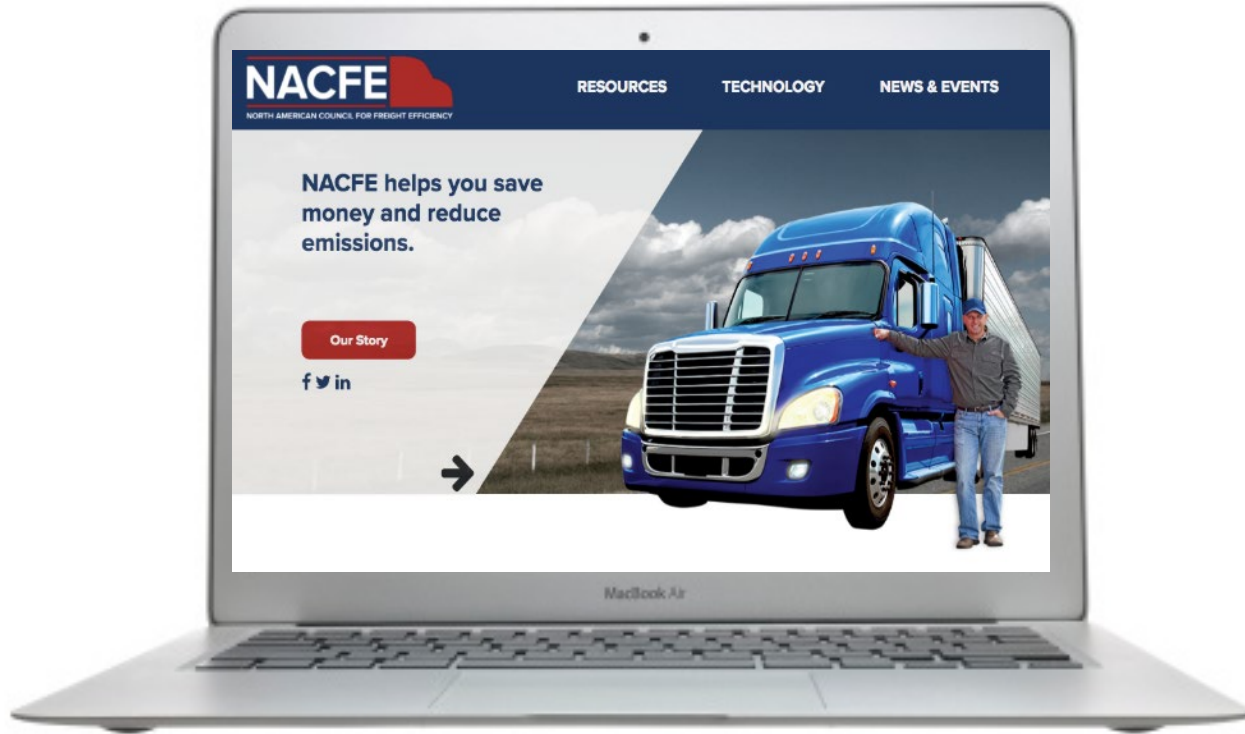 NACFE
NORTH AMERICAN COUNCIL FOR FREIGHT EFFICIENCY
RESOURCES TECHNOLOGY NEWS & EVENTS
NACFE helps you save
money and reduce
emissions.
Our Story
f in
MacBook Air